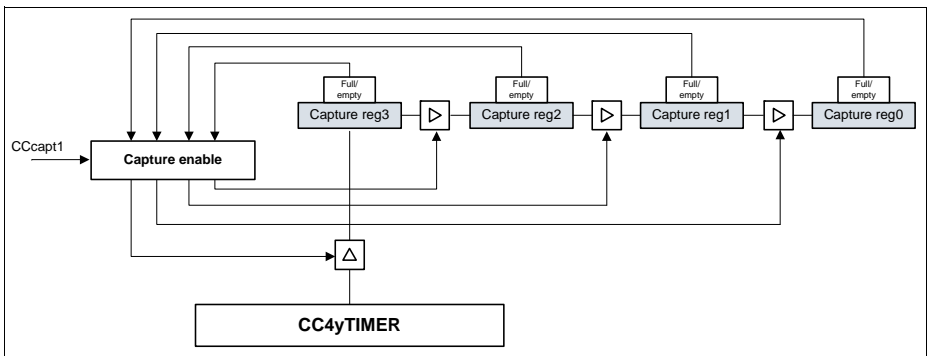 Full/
empty
Full/
empty
Full/
empty
Full/
empty
Capture reg3
Capture reg2
Capture reg1
Capture reg0
CCcapt1
Capture enable
CC4yTIMER